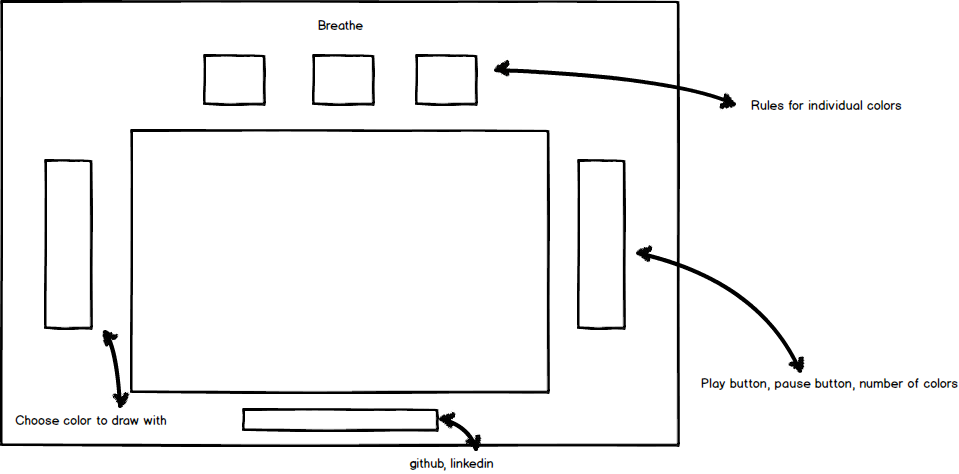 Breathe
Rules for individual colors
Play button, pause button, number of colors
Choose color to draw with
github, linkedin